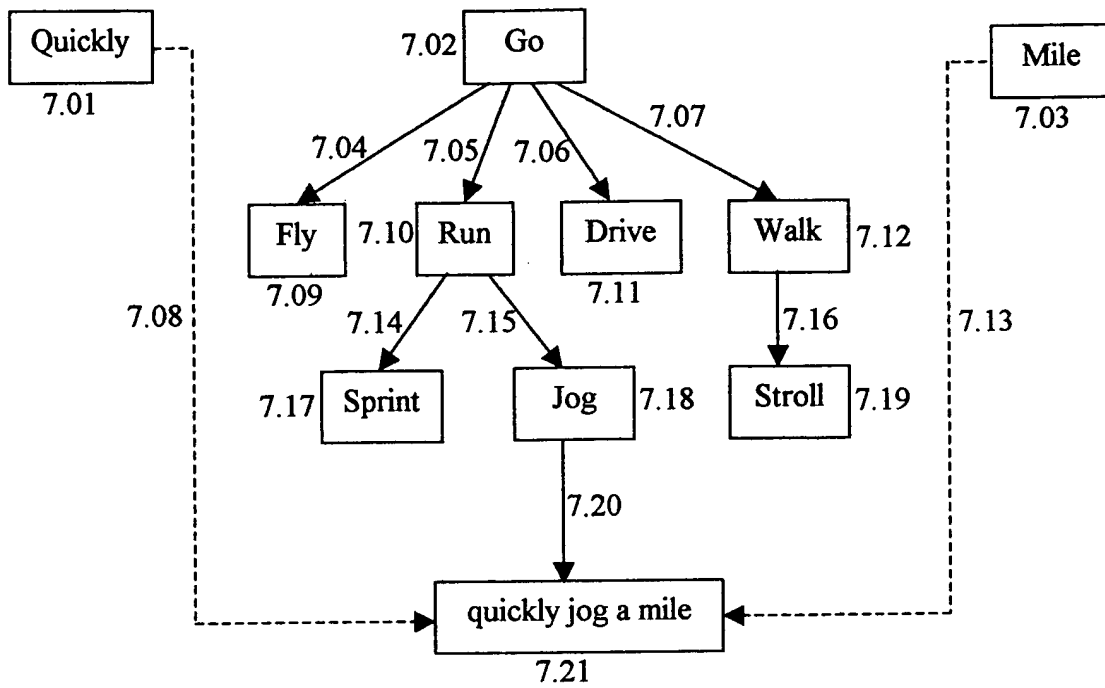 Quickly
7.02
Go
Mile
7.01
7.03
7.04
7.05
7.06
7.07
Fly
7.10
Run
Drive
Walk
7.12
7.09
7.11
7.08
7.14
7.15
7.16
7.13
7.17
Sprint
Jog
7.18
Stroll
7.19
7.20
quickly jog a mile
7.21